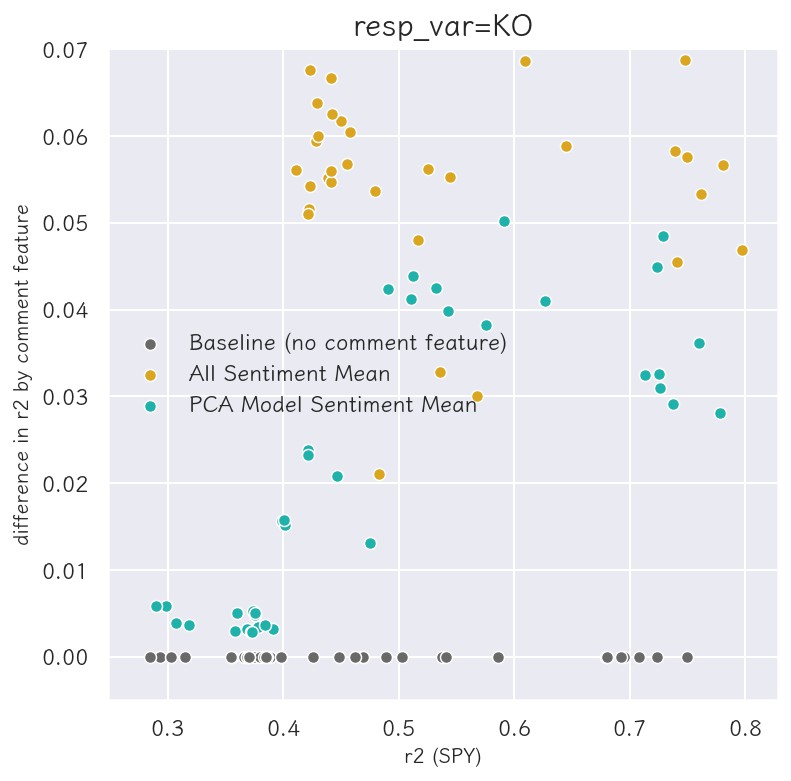 resp_var=KO
0.07
0.06
0.05
0.04
0.03
0.02
0.01
0.00
difference in r2 by comment feature
Baseline (no comment feature)
All Sentiment Mean
PCA Model Sentiment Mean
0.3 0.4 0.5 0.6 0.7 0.8
r2 (SPY)